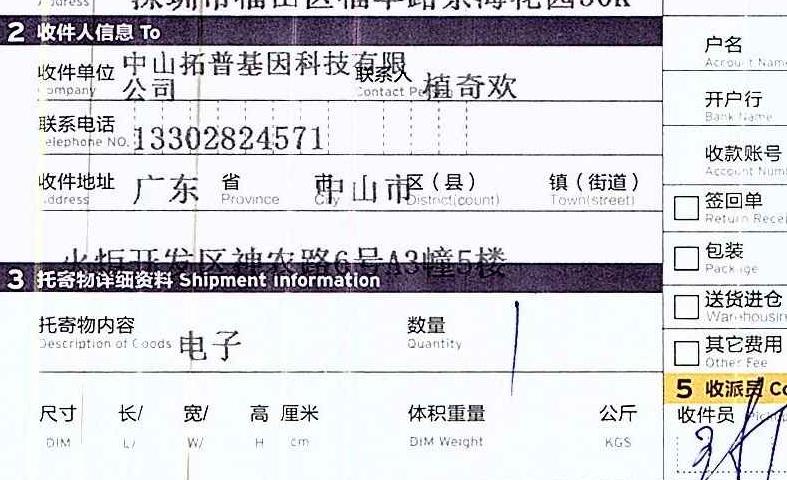 深圳市福田区福华路京海花园30K
2 收件人信息 To
收件单位 中山拓普基因科技有限公司
Company
联系人 植奇欢
Contact Person
联系电话 13302824571
Telephone NO.
收件地址 广东 省 中山市 市 区（县） 镇（街道）
Address Province City District(count) Town(street)
火炬开发区神农路6号A3幢5楼
3 托寄物详细资料 Shipment Information
托寄物内容 电子 数量 1
Description of Goods Quantity
尺寸 长/ 宽/ 高 厘米 体积重量 公斤
DIM L/ W/ H cm DIM Weight KGS
户名
Account Name
开户行
Bank Name
收款账号
Account Num
签回单
Return Recei
包装
Package
送货进仓
Warehousin
其它费用
Other Fee
5 收派员 Co
收件员 Pick